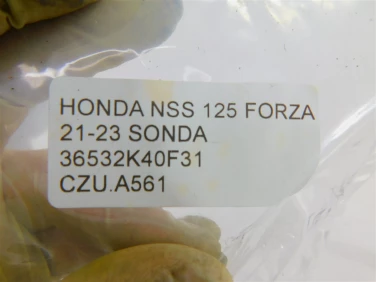 HONDA NSS 125 FORZA
21-23 SONDA
36532K40F31
CZU.A561